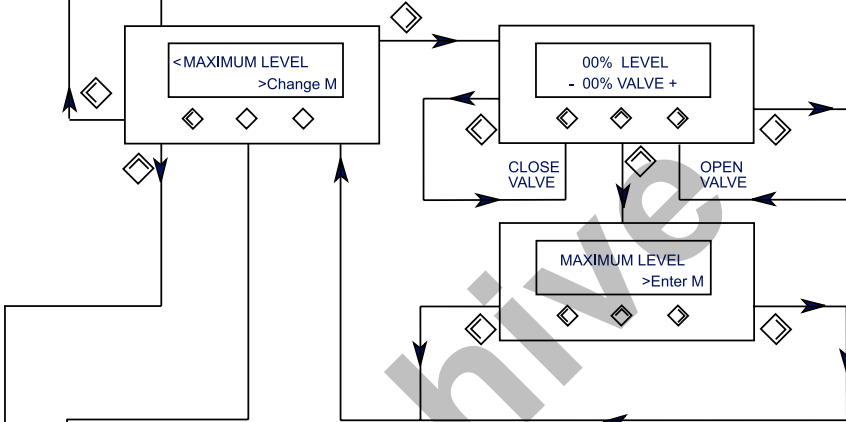 <MAXIMUM LEVEL
>Change M
00% LEVEL
- 00% VALVE +
CLOSE
VALVE
OPEN
VALVE
MAXIMUM LEVEL
>Enter M
hive